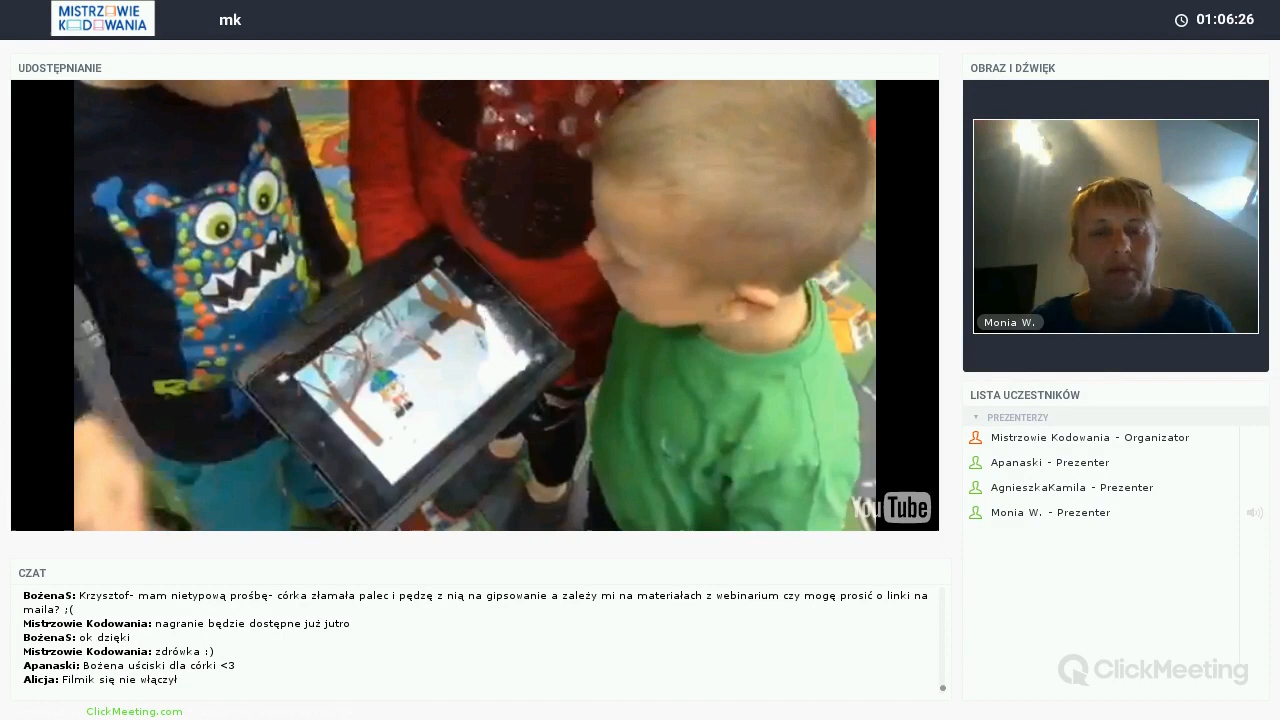 MISTRZOWIE
KODOWANIA
mk
01:06:26
UDOSTĘPNIANIE
OBRAZ I DŹWIĘK
YouTube
Monia W.
LISTA UCZESTNIKÓW
PREZENTERZY
Mistrzowie Kodowania - Organizator
Apanaski - Prezenter
AgnieszkaKamila - Prezenter
Monia W. - Prezenter
ClickMeeting
CZAT
BożenaS: Krzysztof- mam nietypową prośbę- córka złamała palec i pędzę z nią na gipsowanie a zależy mi na materiałach z webinarium czy mogę prosić o linki na
maila? ;(
Mistrzowie Kodowania: nagranie będzie dostępne już jutro
BożenaS: ok dzięki
Mistrzowie Kodowania: zdrówka :)
Apanaski: Bożena uściski dla córki <3
Alicja: Filmik się nie włączył
ClickMeeting.com